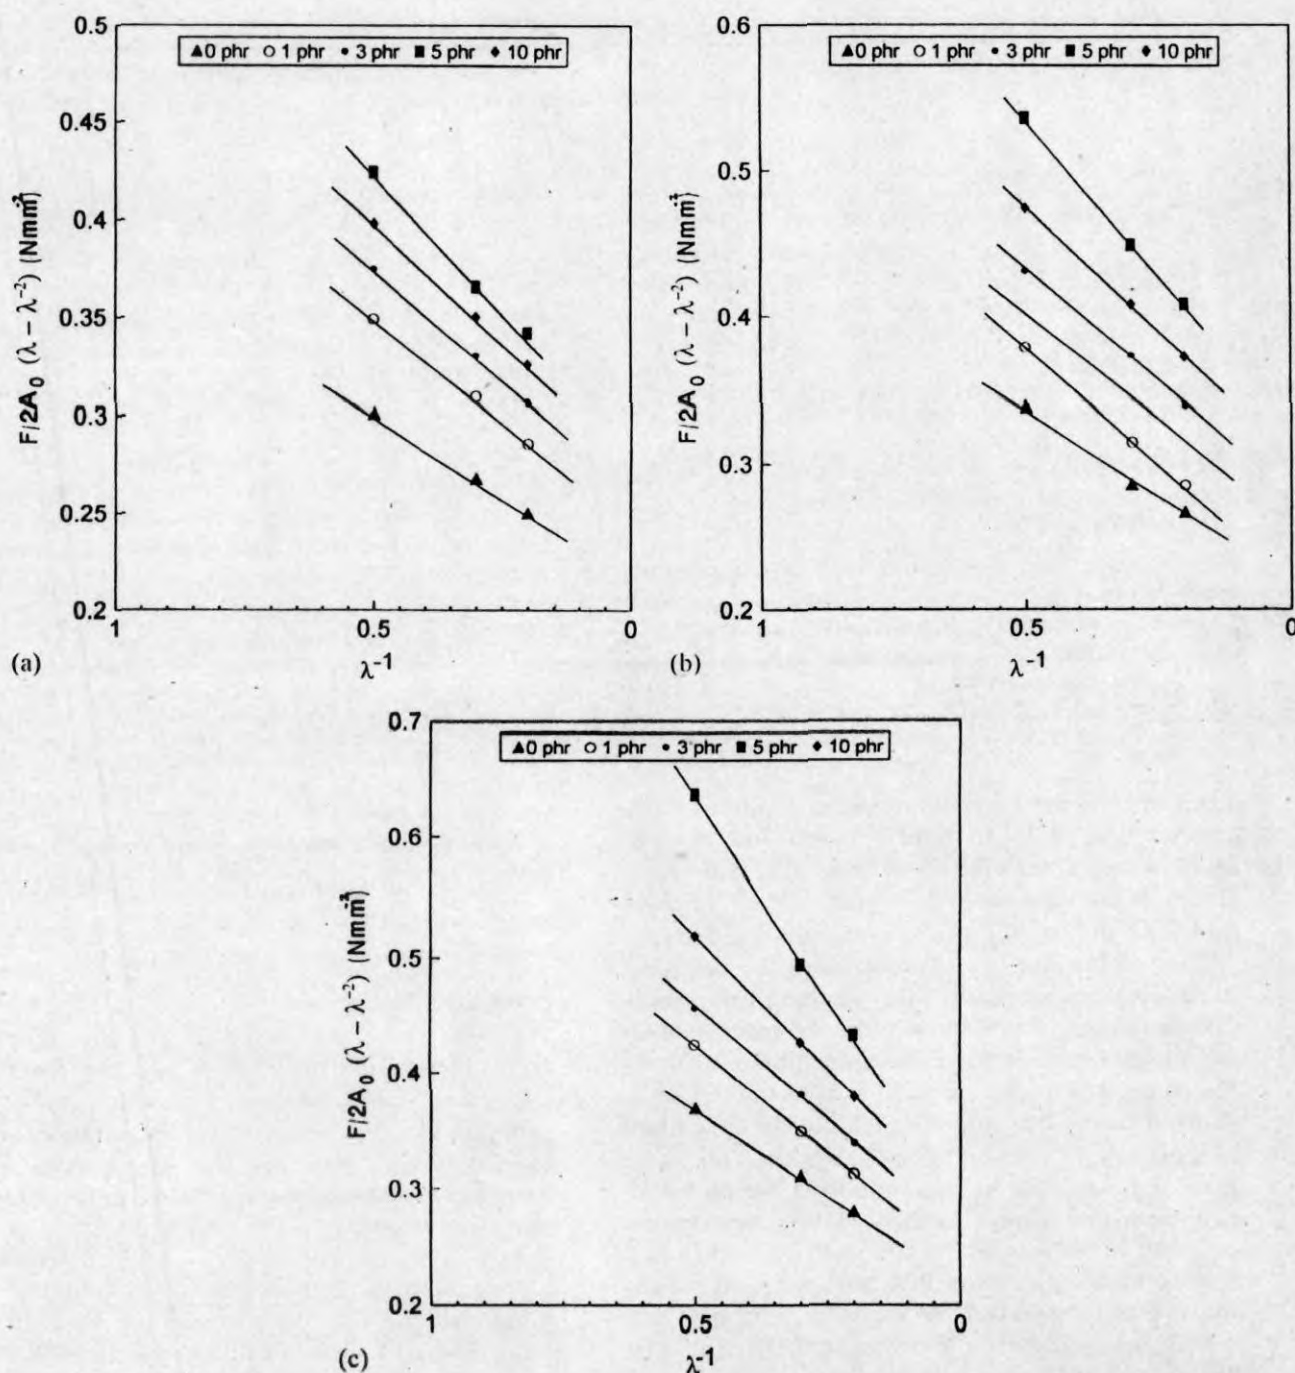 0.5
▲0 phr ○ 1 phr • 3 phr ■ 5 phr ♦ 10 phr
0.45
0.4
0.35
0.3
0.25
0.2
F/2A₀ (λ − λ⁻²) (Nmm⁻²)
1 0.5 0
(a) λ⁻¹
0.6
▲0 phr ○ 1 phr • 3 phr ■ 5 phr ♦ 10 phr
0.5
0.4
0.3
0.2
F/2A₀ (λ − λ⁻²) (Nmm⁻²)
1 0.5 0
(b) λ⁻¹
0.7
▲0 phr ○ 1 phr • 3 phr ■ 5 phr ♦ 10 phr
0.6
0.5
0.4
0.3
0.2
F/2A₀ (λ − λ⁻²) (Nmm⁻²)
1 0.5 0
(c) λ⁻¹